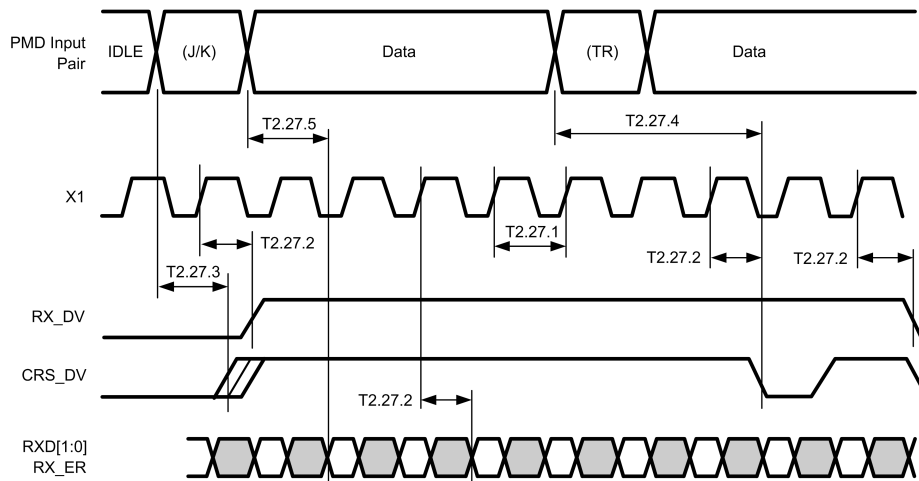 PMD Input
Pair
IDLE
(J/K)
Data
(TR)
Data
T2.27.5
T2.27.4
X1
T2.27.2
T2.27.1
T2.27.2
T2.27.2
T2.27.3
RX_DV
CRS_DV
T2.27.2
RXD[1:0]
RX_ER